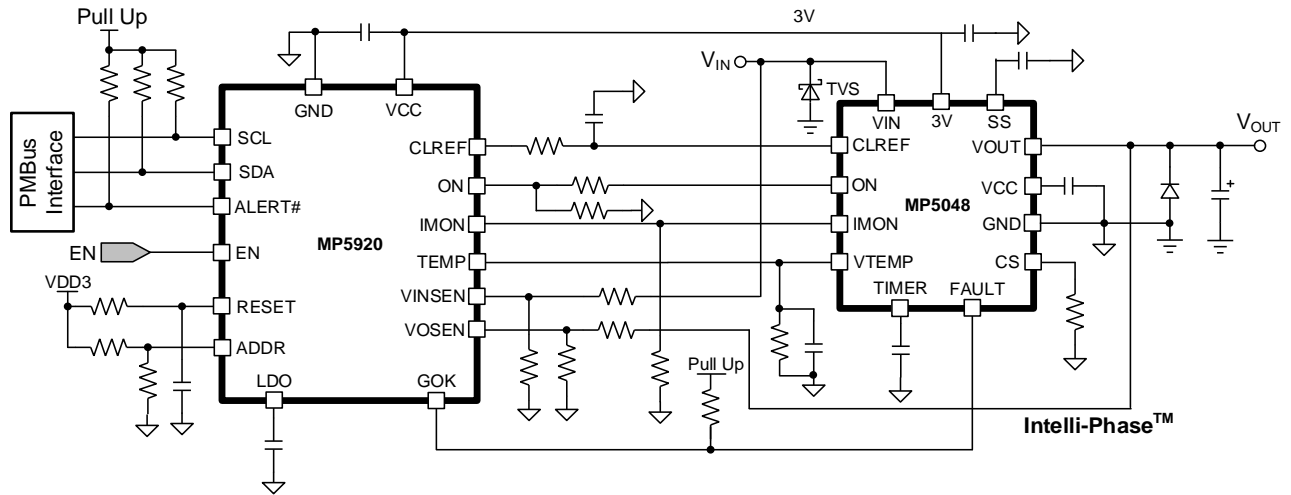 Pull Up
3V
VIN
TVS
GND
VCC
VIN
3V
SS
VOUT
PMBus
Interface
SCL
SDA
ALERT#
EN
EN
VDD3
RESET
ADDR
LDO
GOK
MP5920
CLREF
ON
IMON
TEMP
VINSEN
VOSEN
CLREF
ON
IMON
VTEMP
TIMER
FAULT
MP5048
VOUT
VCC
GND
CS
Pull Up
Intelli-Phase™